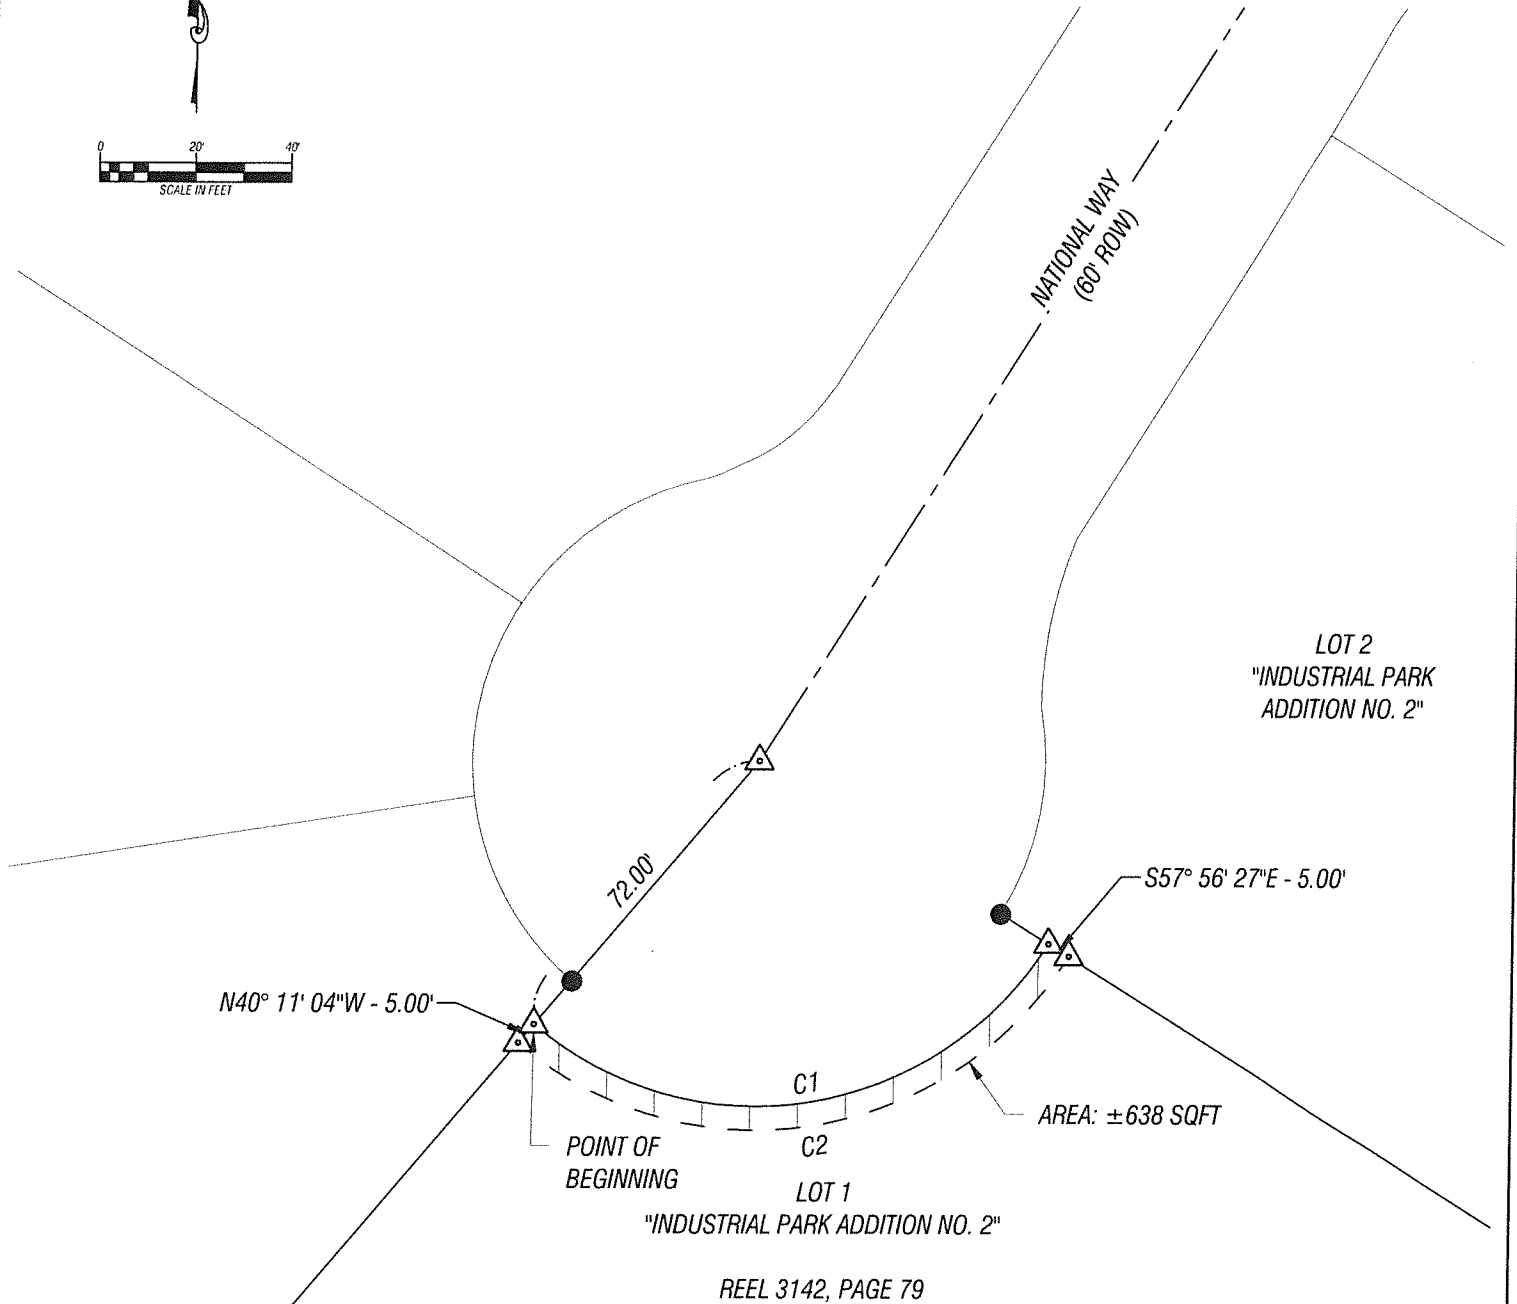 0 20' 40'
SCALE IN FEET
NATIONAL WAY
(60' ROW)
LOT 2
"INDUSTRIAL PARK
ADDITION NO. 2"
72.00'
S57° 56' 27"E - 5.00'
N40° 11' 04"W - 5.00'
C1
AREA: ±638 SQFT
C2
POINT OF
BEGINNING
LOT 1
"INDUSTRIAL PARK ADDITION NO. 2"
REEL 3142, PAGE 79